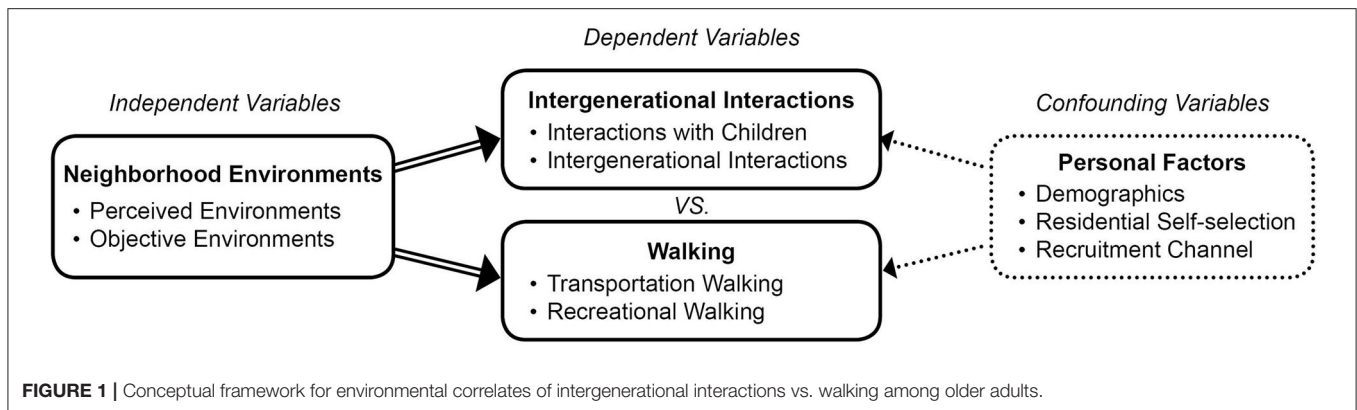 Dependent Variables
Independent Variables
Neighborhood Environments
• Perceived Environments
• Objective Environments
Intergenerational Interactions
• Interactions with Children
• Intergenerational Interactions
VS.
Walking
• Transportation Walking
• Recreational Walking
Confounding Variables
Personal Factors
• Demographics
• Residential Self-selection
• Recruitment Channel
FIGURE 1 | Conceptual framework for environmental correlates of intergenerational interactions vs. walking among older adults.